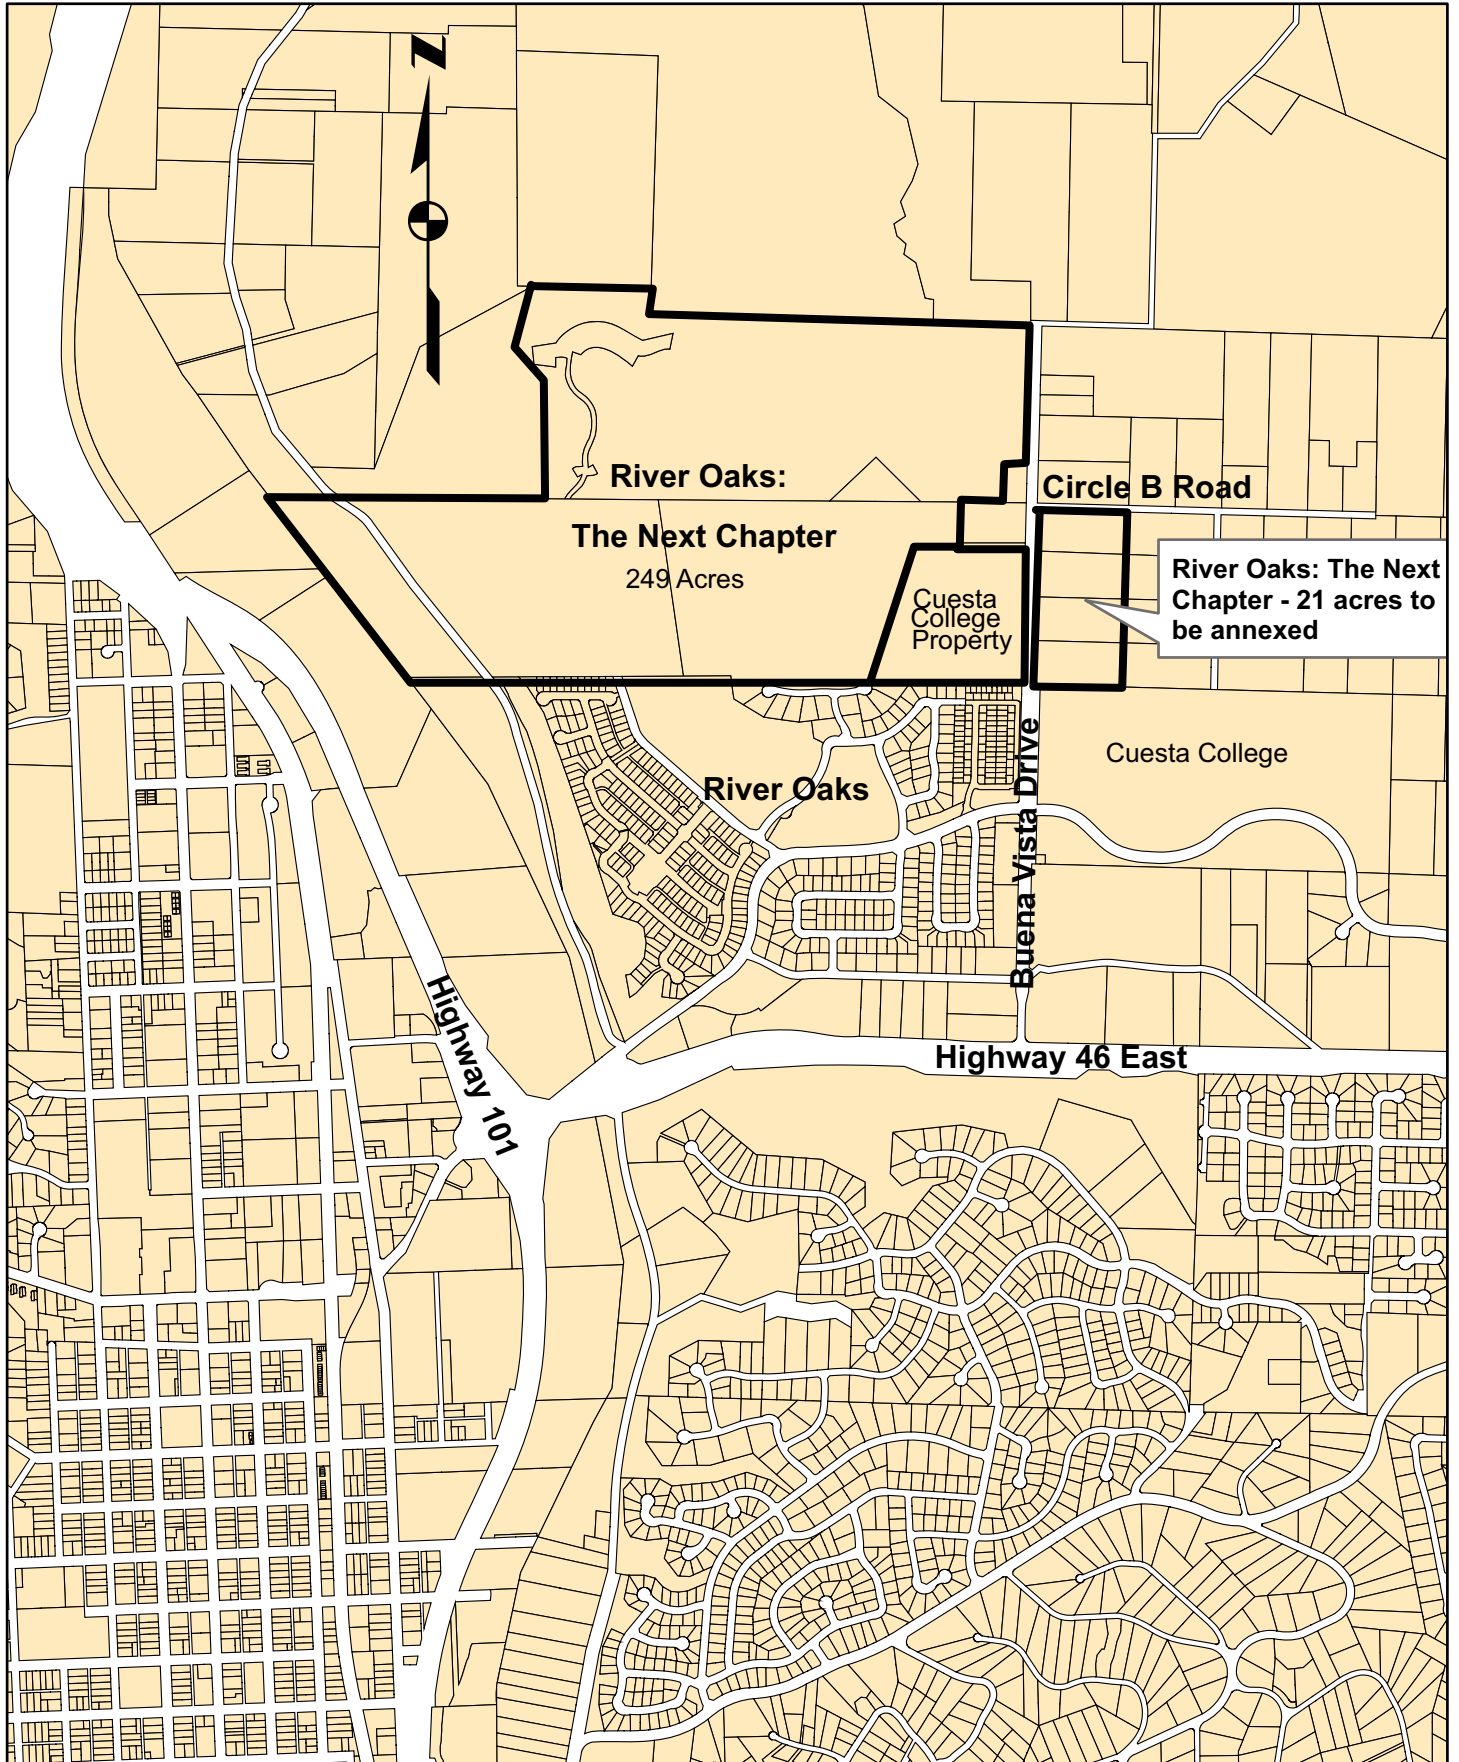 N
River Oaks:
The Next Chapter
249 Acres
Circle B Road
River Oaks: The Next
Chapter - 21 acres to
be annexed
Cuesta
College
Property
River Oaks
Cuesta College
Buena Vista Drive
Highway 101
Highway 46 East